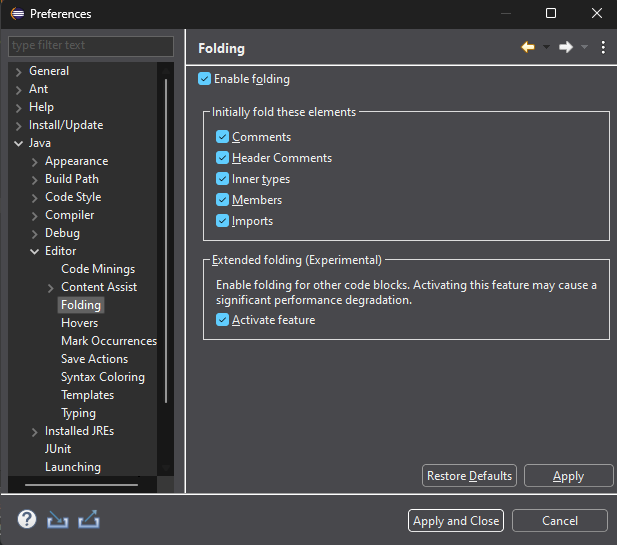 Preferences
type filter text
General
Ant
Help
Install/Update
Java
Appearance
Build Path
Code Style
Compiler
Debug
Editor
Code Minings
Content Assist
Folding
Hovers
Mark Occurrences
Save Actions
Syntax Coloring
Templates
Typing
Installed JREs
JUnit
Launching
Folding
Enable folding
Initially fold these elements
Comments
Header Comments
Inner types
Members
Imports
Extended folding (Experimental)
Enable folding for other code blocks. Activating this feature may cause a
significant performance degradation.
Activate feature
Restore Defaults
Apply
Apply and Close
Cancel